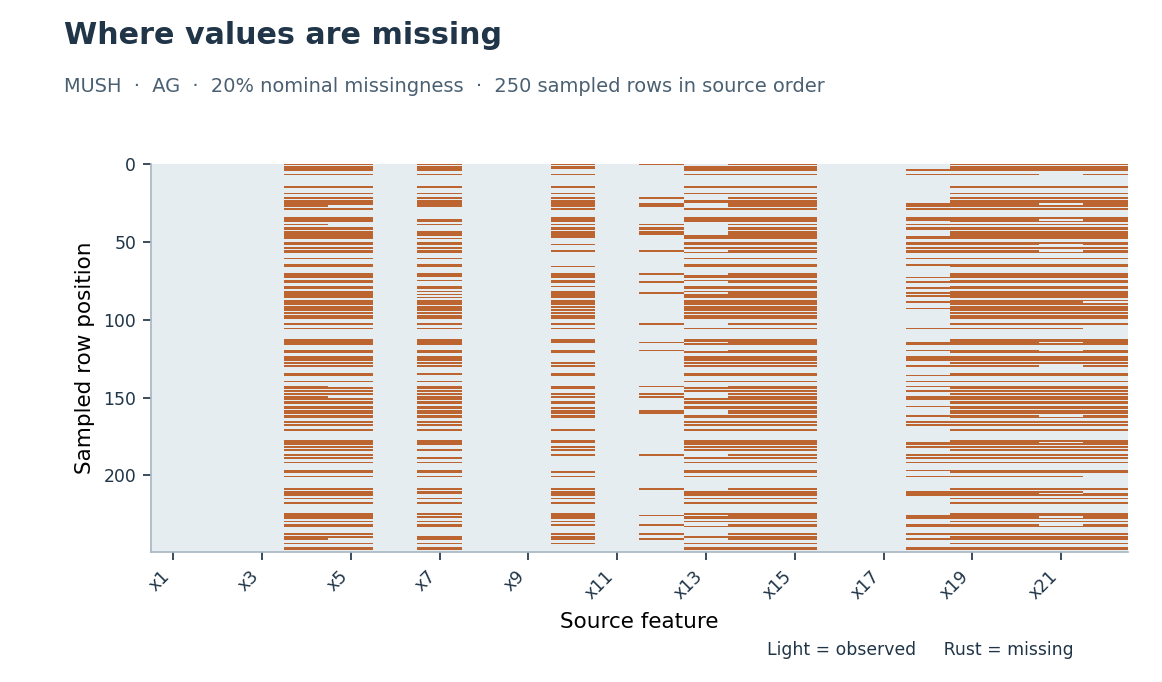 Where values are missing
MUSH · AG · 20% nominal missingness · 250 sampled rows in source order
0
50
100
150
200
Sampled row position
x1 x3 x5 x7 x9 x11 x13 x15 x17 x19 x21
Source feature
Light = observed Rust = missing